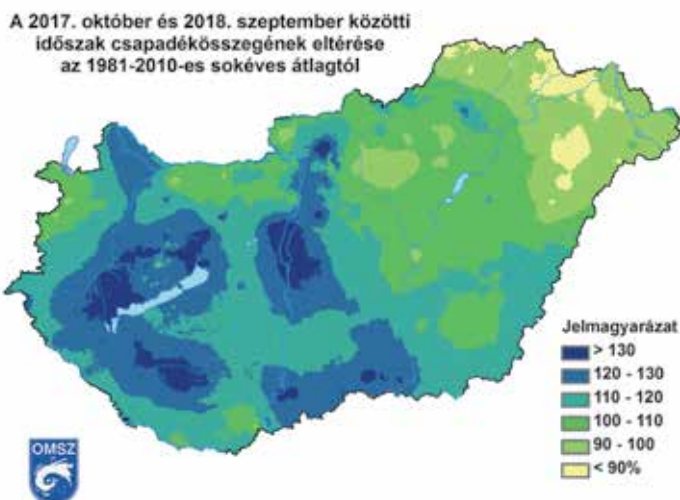 A 2017. október és 2018. szeptember közötti
időszak csapadékösszegének eltérése
az 1981-2010-es sokéves átlagtól
Jelmagyarázat
> 130
120 - 130
110 - 120
100 - 110
90 - 100
< 90%
OMSZ